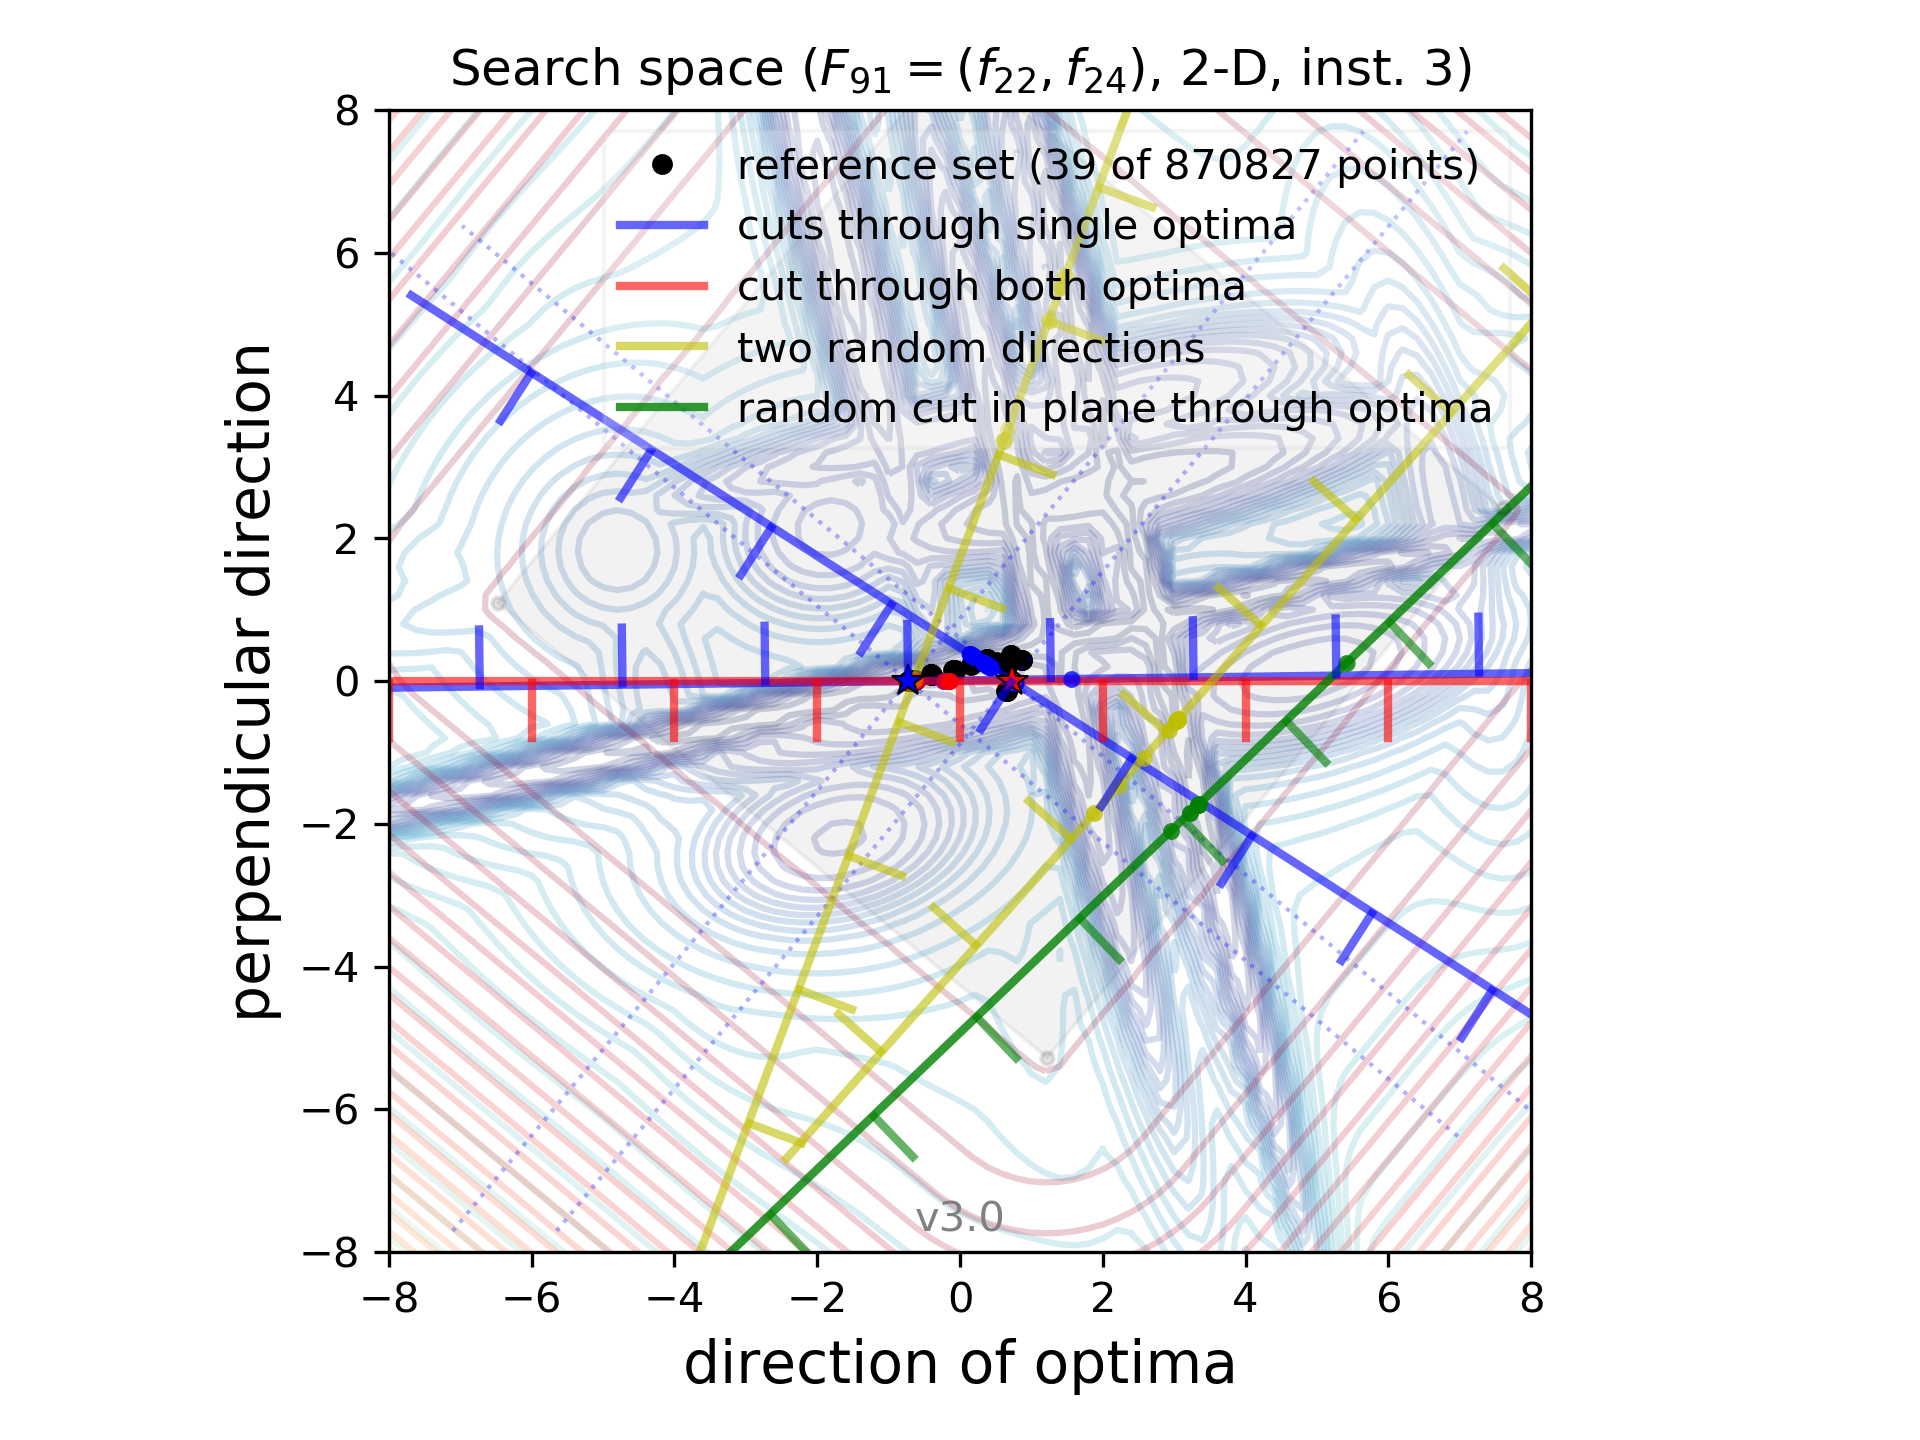 Search space (F91 = (f22, f24), 2-D, inst. 3)
reference set (39 of 870827 points)
cuts through single optima
cut through both optima
two random directions
random cut in plane through optima
perpendicular direction
8
6
4
2
0
−2
−4
−6
−8
v3.0
−8 −6 −4 −2 0 2 4 6 8
direction of optima